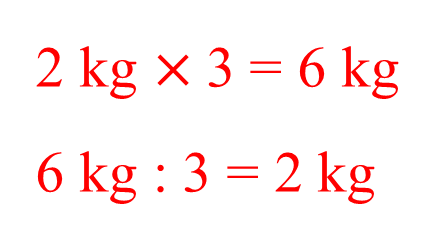 2 kg × 3 = 6 kg
6 kg : 3 = 2 kg